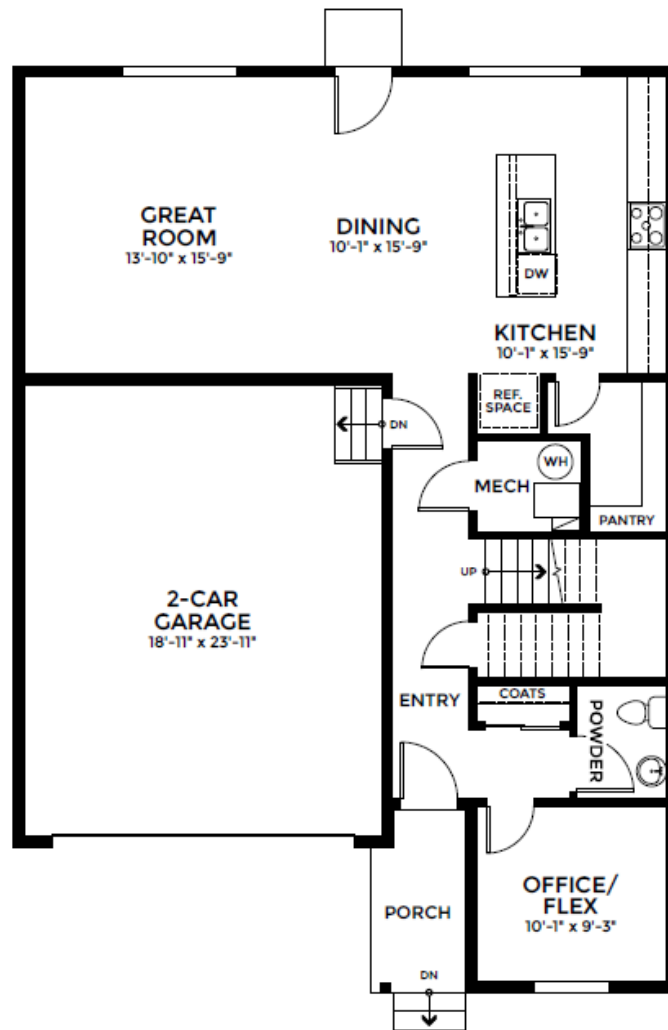 GREAT
ROOM
13'-10" x 15'-9"
DINING
10'-1" x 15'-9"
DW
KITCHEN
10'-1" x 15'-9"
REF.
SPACE
DN
WH
MECH
PANTRY
UP
2-CAR
GARAGE
18'-11" x 23'-11"
COATS
ENTRY
POWDER
OFFICE/
FLEX
10'-1" x 9'-3"
PORCH
DN